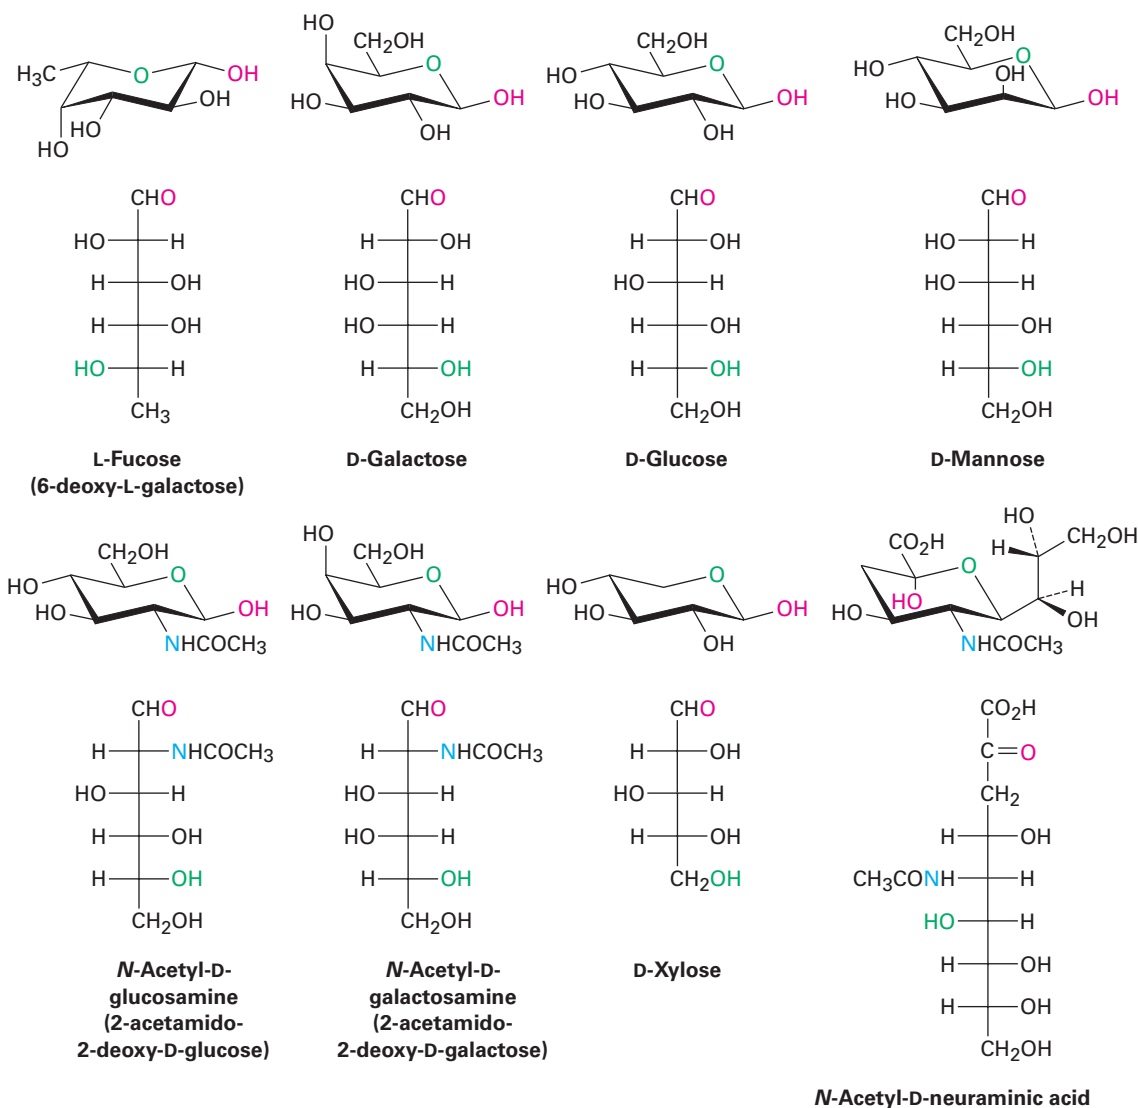 HO
CH2OH CH2OH CH2OH
H3C O OH O O HO O
OH HO OH
HO HO OH HO OH HO OH
HO OH OH
CHO CHO CHO CHO
HO H H OH H OH HO H
H OH HO H HO H HO H
H OH HO H H OH H OH
HO H H OH H OH H OH
CH3 CH2OH CH2OH CH2OH
L-Fucose D-Galactose D-Glucose D-Mannose
(6-deoxy-L-galactose)
HO HO
CH2OH CH2OH CO2H H CH2OH
HO O O HO O O
HO OH HO OH HO OH HO HO H
OH
NHCOCH3 NHCOCH3 OH NHCOCH3
CHO CHO CHO CO2H
H NHCOCH3 H NHCOCH3 H OH C=O
HO H HO H HO H CH2
H OH HO H H OH H OH
H OH H OH CH2OH CH3CONH H
CH2OH CH2OH HO H
H OH
H OH
CH2OH
N-Acetyl-D-
glucosamine
(2-acetamido-
2-deoxy-D-glucose)
N-Acetyl-D-
galactosamine
(2-acetamido-
2-deoxy-D-galactose)
D-Xylose
N-Acetyl-D-neuraminic acid